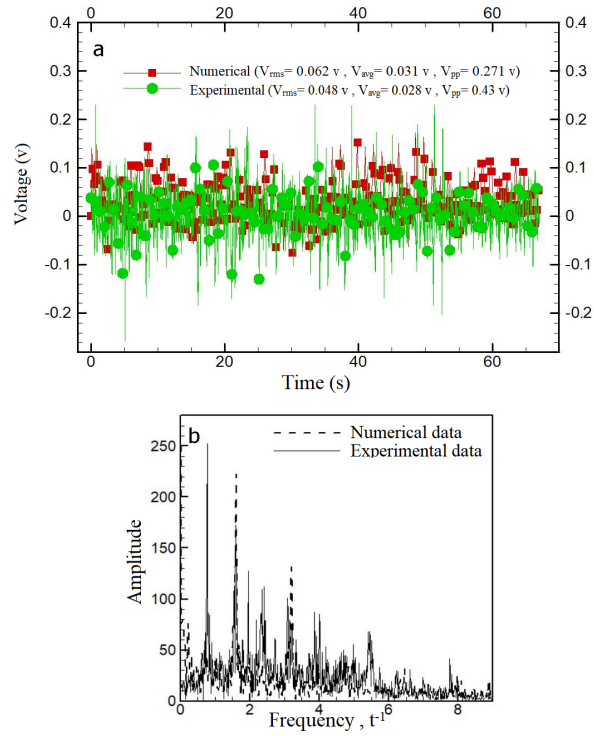 0 20 40 60
0.4 0.4
a
Numerical (Vrms= 0.062 v , Vavg= 0.031 v , Vpp= 0.271 v)
Experimental (Vrms= 0.048 v , Vavg= 0.028 v , Vpp= 0.43 v)
0.3 0.3
0.2 0.2
0.1 0.1
0 0
-0.1 -0.1
-0.2 -0.2
Voltage (v)
0 20 40 60
Time (s)
b
Numerical data
Experimental data
250
200
150
100
50
0
Amplitude
0 2 4 6 8
Frequency , t-1